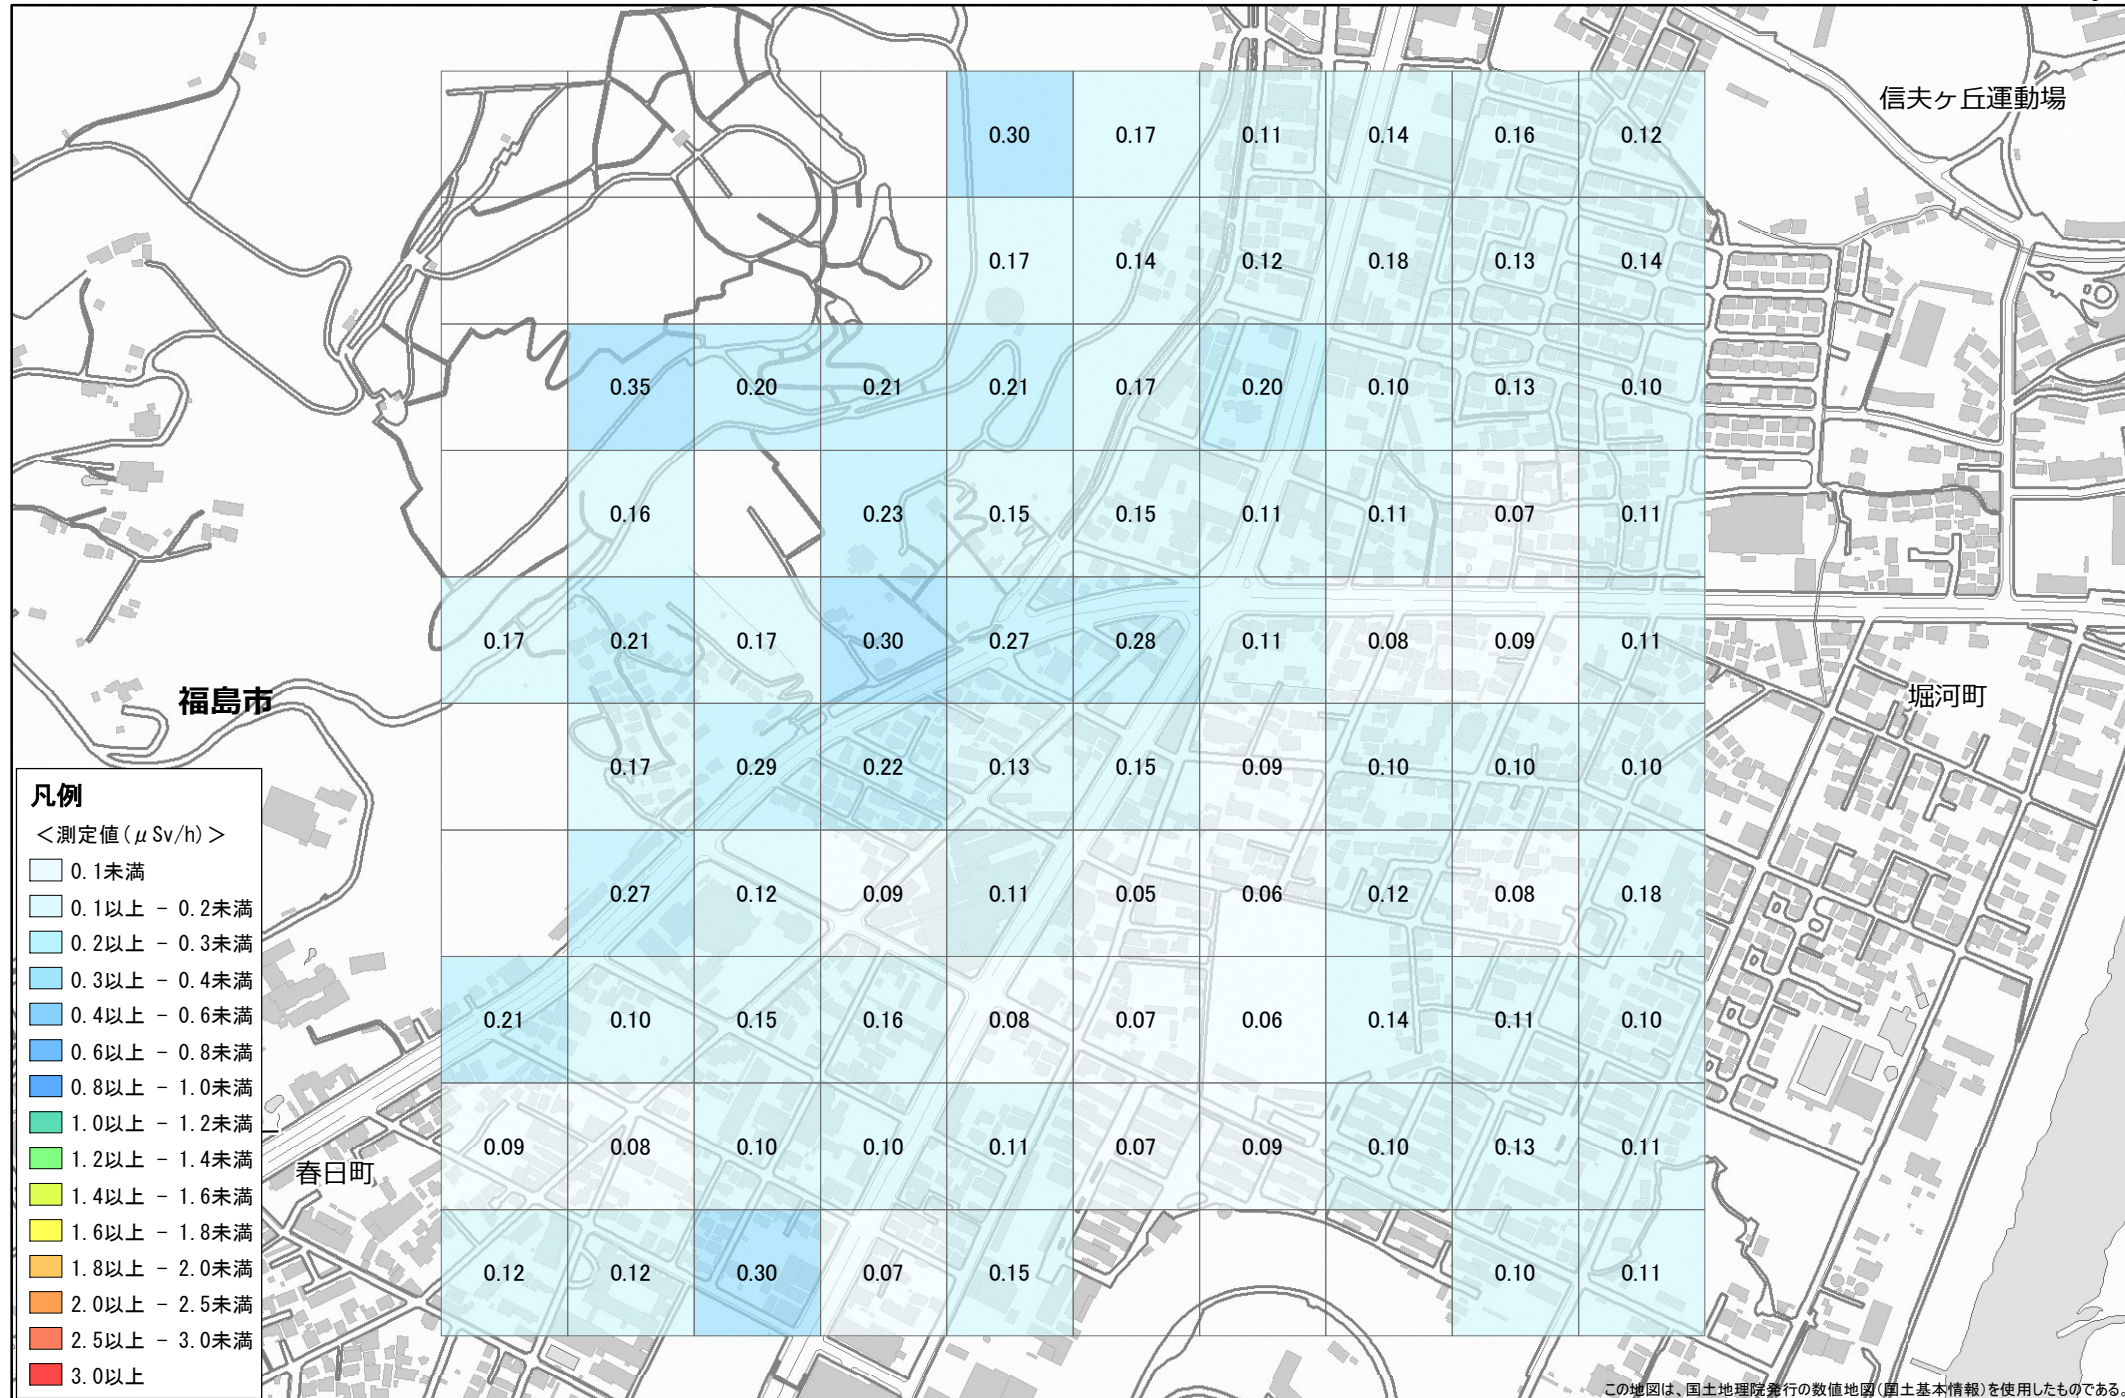 信夫ヶ丘運動場
0.30 0.17 0.11 0.14 0.16 0.12
0.17 0.14 0.12 0.18 0.13 0.14
0.35 0.20 0.21 0.21 0.17 0.20 0.10 0.13 0.10
0.16 0.23 0.15 0.15 0.11 0.11 0.07 0.11
0.17 0.21 0.17 0.30 0.27 0.28 0.11 0.08 0.09 0.11
福島市
堀河町
0.17 0.29 0.22 0.13 0.15 0.09 0.10 0.10 0.10
0.27 0.12 0.09 0.11 0.05 0.06 0.12 0.08 0.18
0.21 0.10 0.15 0.16 0.08 0.07 0.06 0.14 0.11 0.10
0.09 0.08 0.10 0.10 0.11 0.07 0.09 0.10 0.13 0.11
春日町
0.12 0.12 0.30 0.07 0.15 0.10 0.11
凡例
＜測定値(μSv/h)＞
0.1未満
0.1以上 - 0.2未満
0.2以上 - 0.3未満
0.3以上 - 0.4未満
0.4以上 - 0.6未満
0.6以上 - 0.8未満
0.8以上 - 1.0未満
1.0以上 - 1.2未満
1.2以上 - 1.4未満
1.4以上 - 1.6未満
1.6以上 - 1.8未満
1.8以上 - 2.0未満
2.0以上 - 2.5未満
2.5以上 - 3.0未満
3.0以上
この地図は、国土地理院発行の数値地図(国土基本情報)を使用したものである。